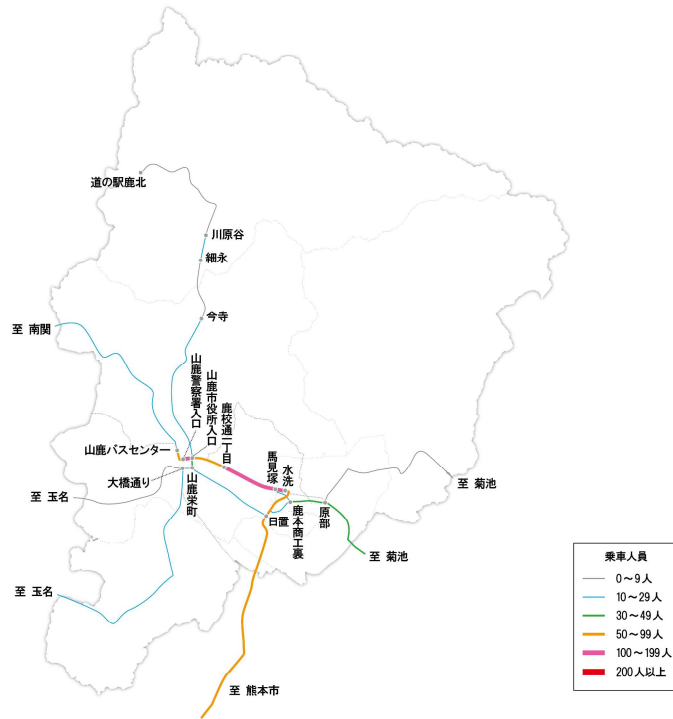 道の駅鹿北
川原谷
細永
今寺
至 南関
山鹿警察署入口
山鹿市役所入口
鹿校通一丁目
山鹿バスセンター
大橋通り
山鹿栄町
馬見塚
水洗
至 玉名
日置
鹿本商工裏
原部
至 菊池
至 菊池
至 玉名
至 熊本市
乗車人員
0～9人
10～29人
30～49人
50～99人
100～199人
200人以上